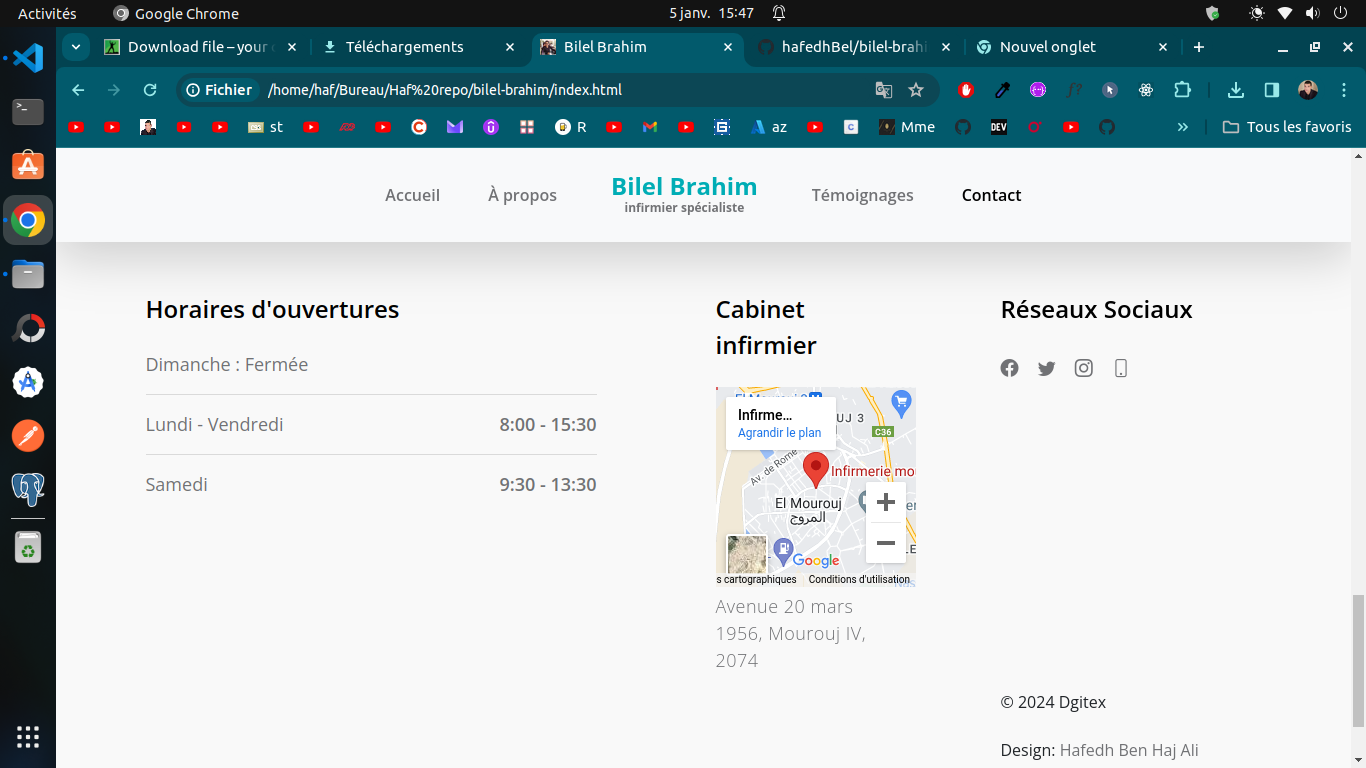 Activités
Google Chrome
5 janv. 15:47
Download file – your
Téléchargements
Bilel Brahim
hafedhBel/bilel-brahi
Nouvel onglet
Fichier
/home/haf/Bureau/Haf%20repo/bilel-brahim/index.html
st
R
az
Mme
DEV
»
Tous les favoris
Accueil
À propos
Bilel Brahim
infirmier spécialiste
Témoignages
Contact
Horaires d'ouvertures
Dimanche : Fermée
Lundi - Vendredi
8:00 - 15:30
Samedi
9:30 - 13:30
Cabinet
infirmier
Infirme...
Agrandir le plan
UJ 3
C36
Av. de Rome
Infirmerie mou
El Mourouj
المروج
Google
s cartographiques
Conditions d'utilisation
Avenue 20 mars
1956, Mourouj IV,
2074
Réseaux Sociaux
© 2024 Dgitex
Design: Hafedh Ben Haj Ali